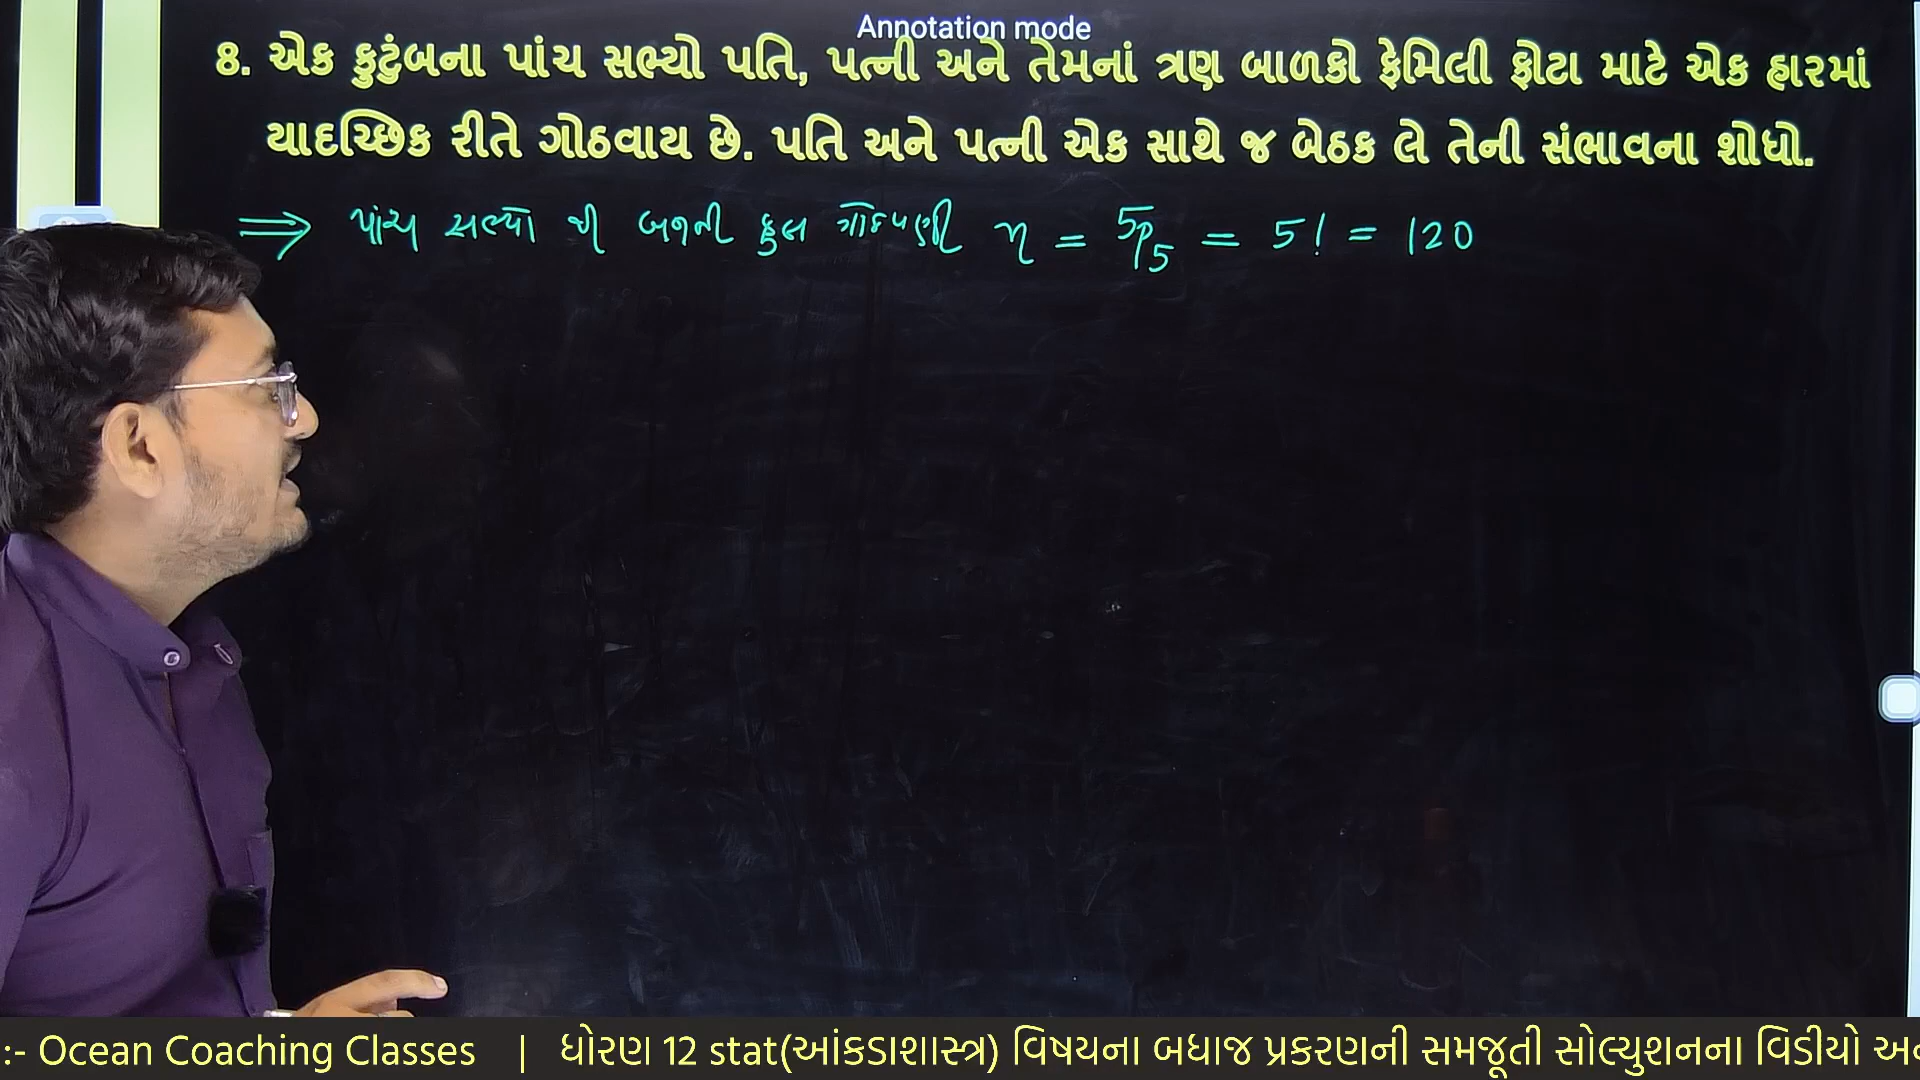 Annotation mode
8. એક કુટુંબના પાંચ સભ્યો પતિ, પત્ની અને તેમનાં ત્રણ બાળકો ફેમિલી ફોટા માટે એક હારમાં
યાદચ્છિક રીતે ગોઠવાય છે. પતિ અને પત્ની એક સાથે જ બેઠક લે તેની સંભાવના શોધો.
⇒ પાંચ સભ્યો થી બનની કુલ ગોઠવણી n = 5P5 = 5! = 120
:- Ocean Coaching Classes | ધોરણ 12 stat(આંકડાશાસ્ત્ર) વિષયના બધાજ પ્રકરણની સમજૂતી સોલ્યુશનના વિડીયો